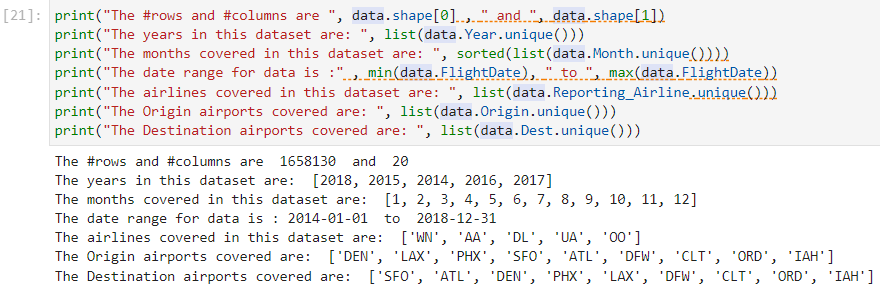 [21]: print("The #rows and #columns are ", data.shape[0] , " and ", data.shape[1])
print("The years in this dataset are: ", list(data.Year.unique()))
print("The months covered in this dataset are: ", sorted(list(data.Month.unique())))
print("The date range for data is :" , min(data.FlightDate), " to ", max(data.FlightDate))
print("The airlines covered in this dataset are: ", list(data.Reporting_Airline.unique()))
print("The Origin airports covered are: ", list(data.Origin.unique()))
print("The Destination airports covered are: ", list(data.Dest.unique()))
The #rows and #columns are  1658130  and  20
The years in this dataset are:  [2018, 2015, 2014, 2016, 2017]
The months covered in this dataset are:  [1, 2, 3, 4, 5, 6, 7, 8, 9, 10, 11, 12]
The date range for data is : 2014-01-01  to  2018-12-31
The airlines covered in this dataset are:  ['WN', 'AA', 'DL', 'UA', 'OO']
The Origin airports covered are:  ['DEN', 'LAX', 'PHX', 'SFO', 'ATL', 'DFW', 'CLT', 'ORD', 'IAH']
The Destination airports covered are:  ['SFO', 'ATL', 'DEN', 'PHX', 'LAX', 'DFW', 'CLT', 'ORD', 'IAH']